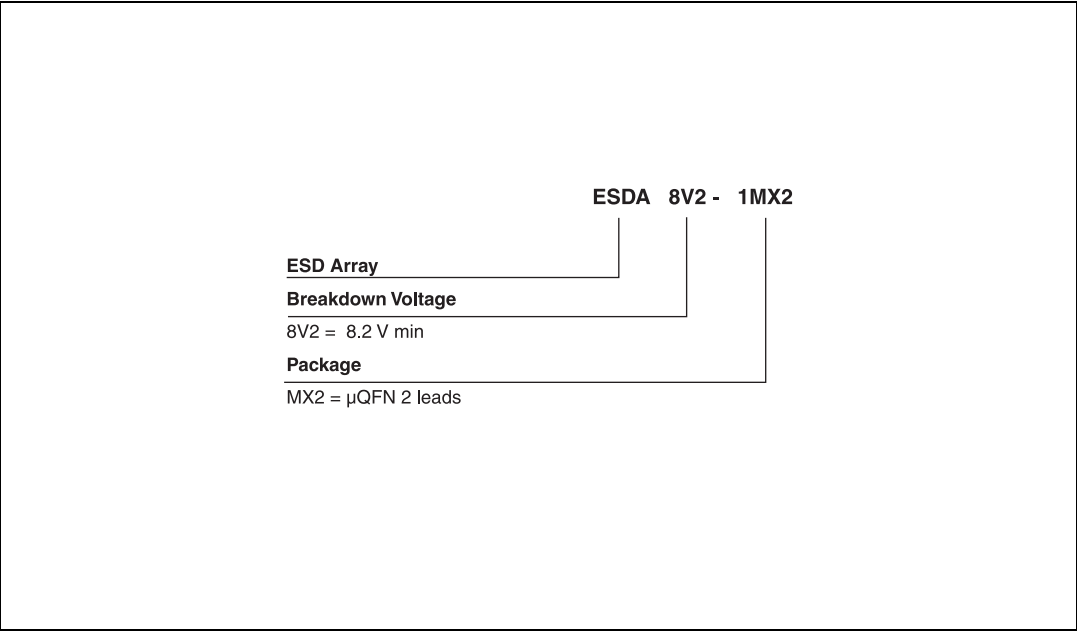 ESDA 8V2 - 1MX2
ESD Array
Breakdown Voltage
8V2 = 8.2 V min
Package
MX2 = µQFN 2 leads